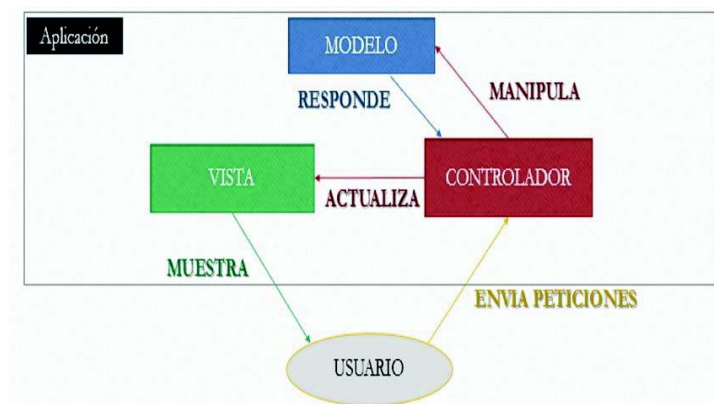 Aplicación
MODELO
RESPONDE
MANIPULA
VISTA
ACTUALIZA
CONTROLADOR
MUESTRA
ENVIA PETICIONES
USUARIO